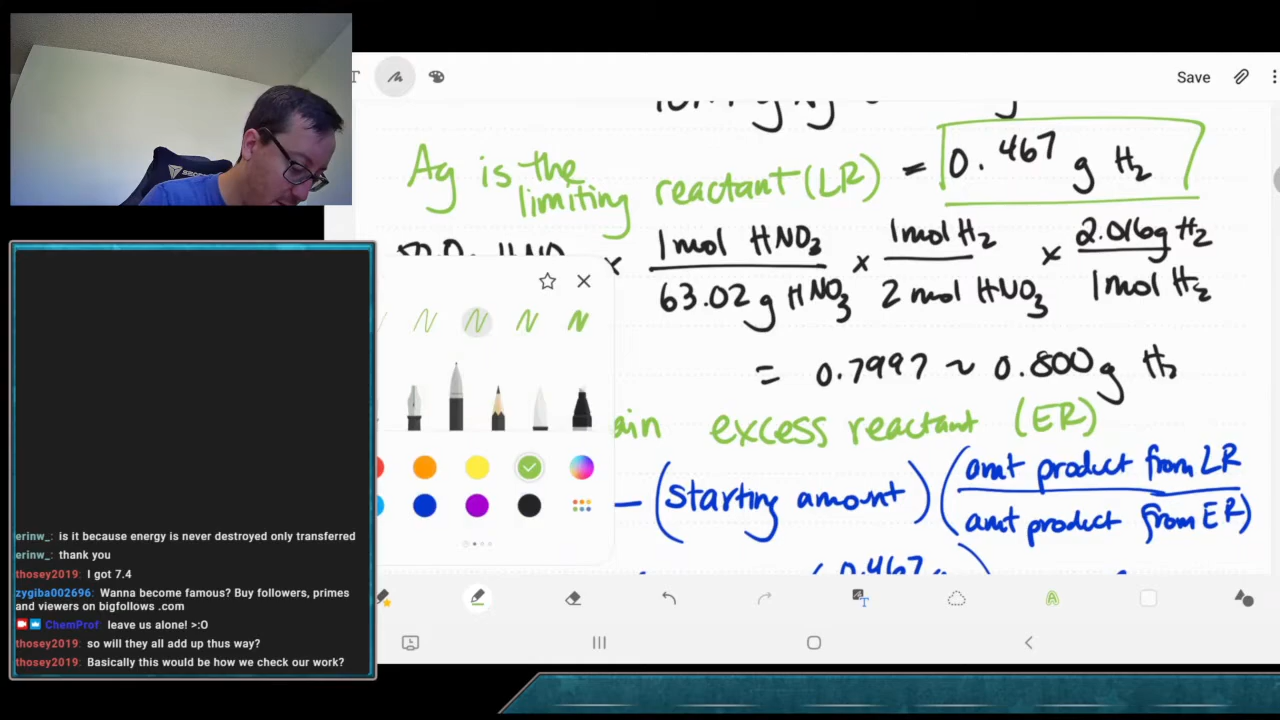 Save
Ag is the
limiting reactant (LR) = 0.467 g H₂
x 1 mol HNO₃ x 1 mol H₂ x 2.016g H₂
63.02 g HNO₃ 2 mol HNO₃ 1 mol H₂
= 0.7997 ~ 0.800g H₂
ain excess reactant (ER)
- (starting amount) (amt product from LR
amt product from ER)
(0.467
erinw_: is it because energy is never destroyed only transferred
erinw_: thank you
thosey2019: I got 7.4
zygiba002696: Wanna become famous? Buy followers, primes
and viewers on bigfollows .com
ChemProf: leave us alone! >:O
thosey2019: so will they all add up thus way?
thosey2019: Basically this would be how we check our work?